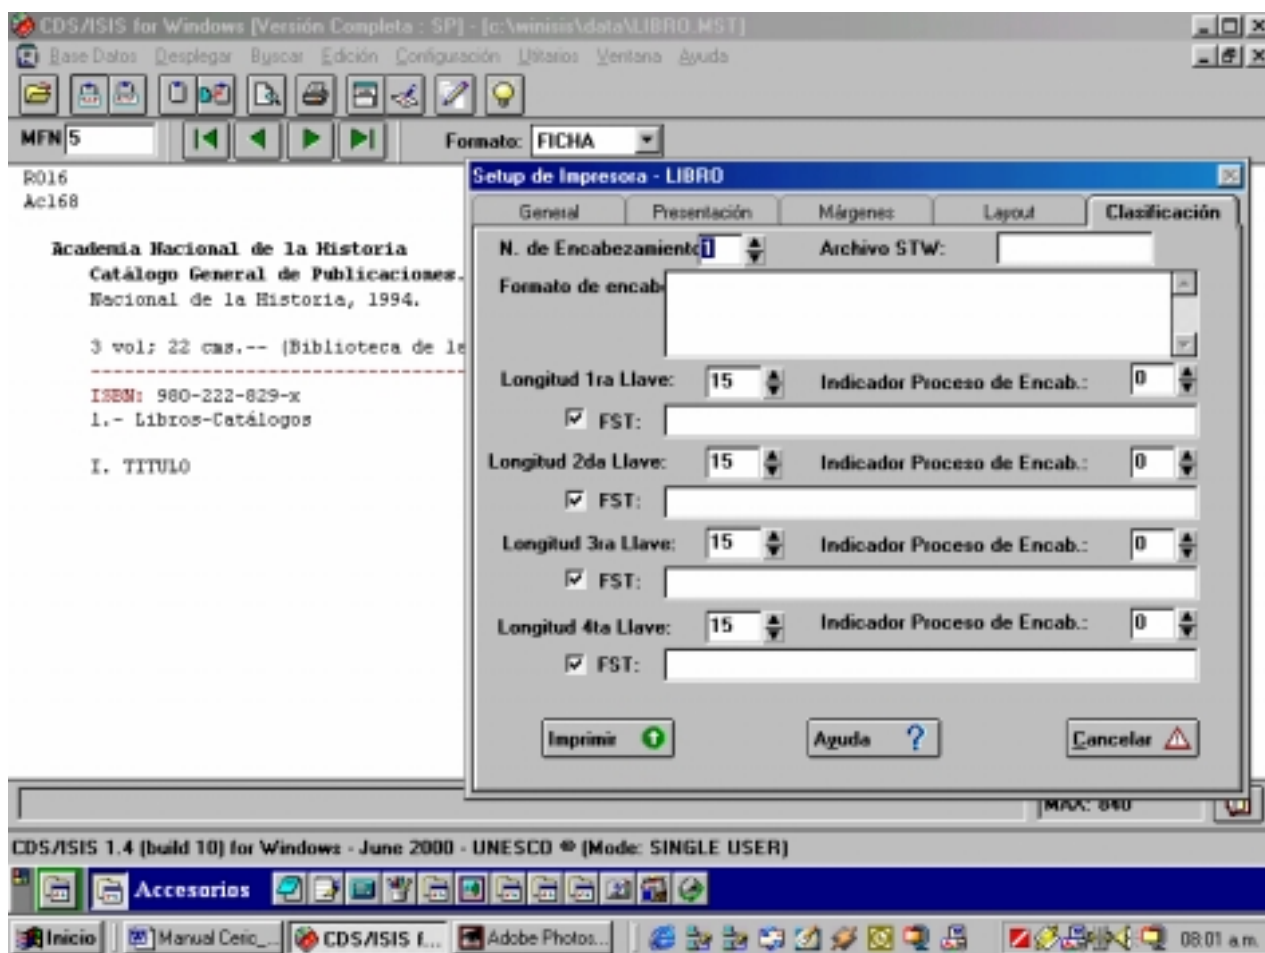 CDS/ISIS for Windows [Versión Completa : SP] - [c:\winisis\data\LIBRO.MST]
Base Datos Desplegar Buscar Edición Configuración Utitarios Ventana Ayuda
MFN 5 Formato: FICHA
R016
Ac168
Academia Nacional de la Historia
Catálogo General de Publicaciones.
Nacional de la Historia, 1994.
3 vol; 22 cms.-- (Biblioteca de le
ISBN: 980-222-829-x
1.- Libros-Catálogos
I. TITULO
Setup de Impresora - LIBRO
General Presentación Márgenes Layout Clasificación
N. de Encabezamiento 1 Archivo STW:
Formato de encab
Longitud 1ra Llave: 15 Indicador Proceso de Encab.: 0
FST:
Longitud 2da Llave: 15 Indicador Proceso de Encab.: 0
FST:
Longitud 3ra Llave: 15 Indicador Proceso de Encab.: 0
FST:
Longitud 4ta Llave: 15 Indicador Proceso de Encab.: 0
FST:
Imprimir Ayuda Cancelar
MAX: 840
CDS/ISIS 1.4 (build 10) for Windows - June 2000 - UNESCO ® (Mode: SINGLE USER)
Accesorios
Inicio Manual Ceric_... CDS/ISIS f... Adobe Photos... 08:01 a.m.